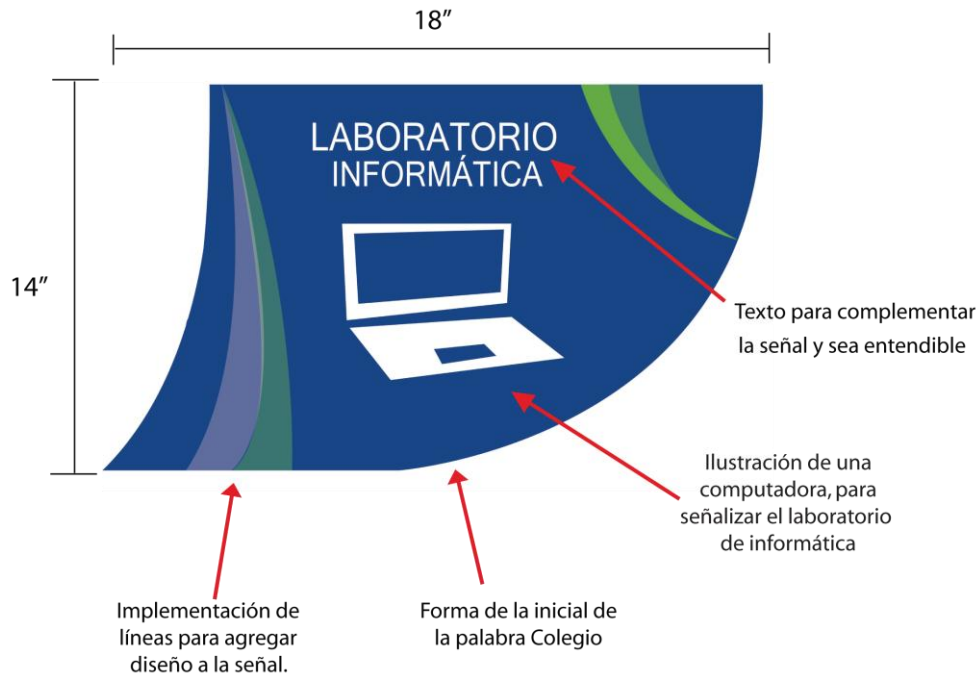 18”
LABORATORIO
INFORMÁTICA
14”
Texto para complementar
la señal y sea entendible
Ilustración de una
computadora, para
señalizar el laboratorio
de informática
Implementación de
líneas para agregar
diseño a la señal.
Forma de la inicial de
la palabra Colegio